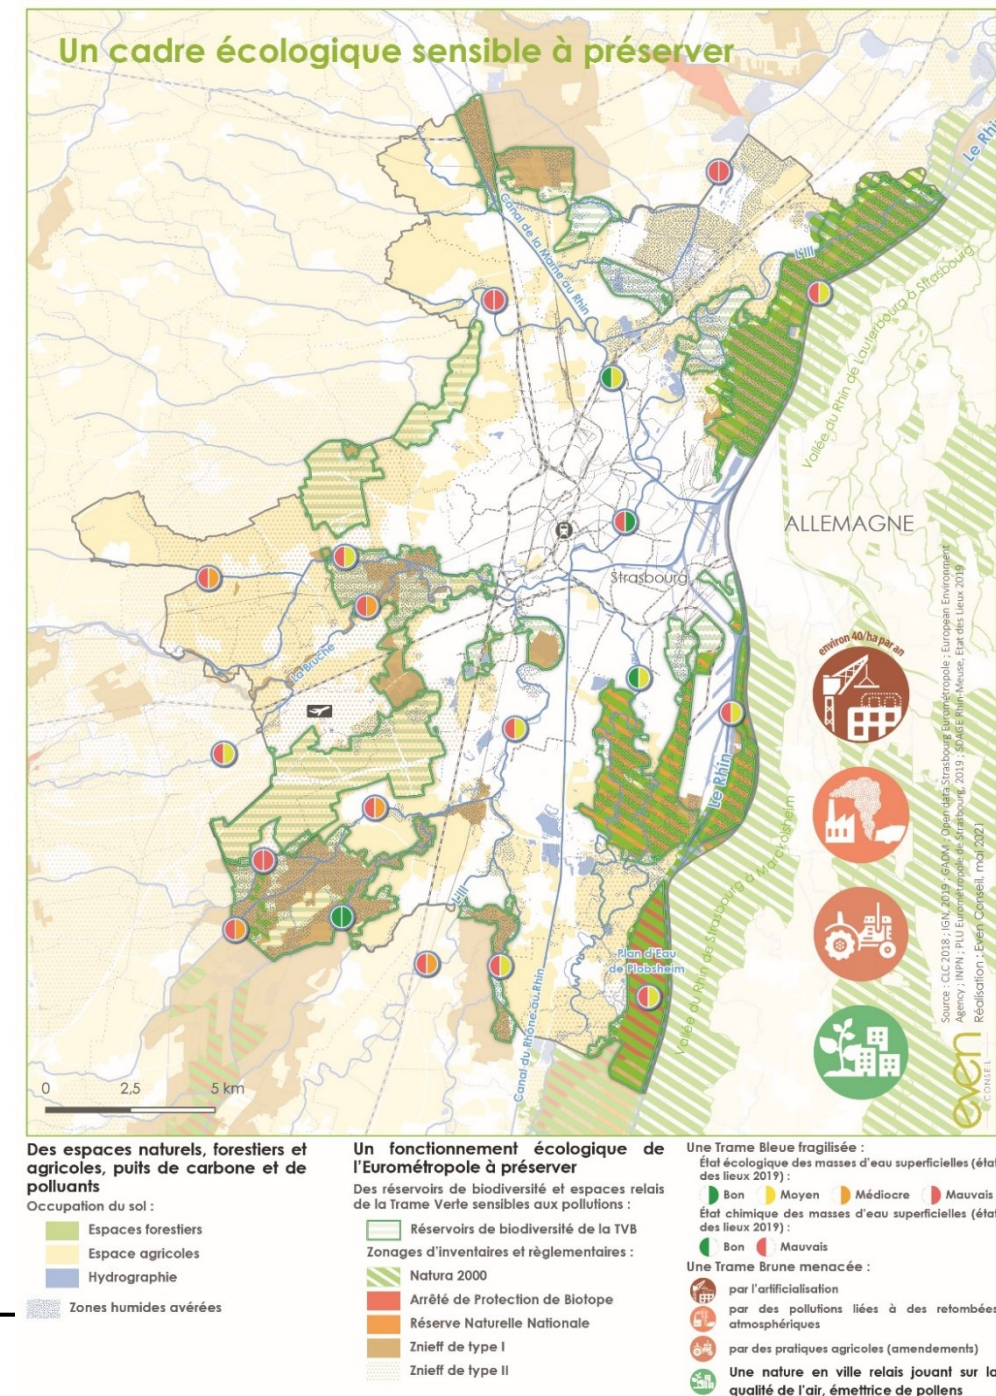 Un cadre écologique sensible à préserver
Le Rhin
Canal de la Marne au Rhin
L'Ill
Vallée du Rhin de Lauterbourg à Strasbourg
ALLEMAGNE
Strasbourg
La Bruche
environ 40/ha par an
Le Rhin
L'Ill
Vallée du Rhin de Strasbourg à Marckolsheim
Plan d'Eau
de Plobsheim
Canal du Rhône au Rhin
Source : CLC 2018 ; IGN, 2019 ; GADM ; Open data Strasbourg Eurométropole ; European Environment
Agency ; INPN ; PLU Eurométropole de Strasbourg, 2019 ; SDAGE Rhin-Meuse, Etat des Lieux 2019
Réalisation : Even Conseil, mai 2021
even
CONSEIL
0 2,5 5 km
Des espaces naturels, forestiers et
agricoles, puits de carbone et de
polluants
Occupation du sol :
Espaces forestiers
Espace agricoles
Hydrographie
Zones humides avérées
Un fonctionnement écologique de
l'Eurométropole à préserver
Des réservoirs de biodiversité et espaces relais
de la Trame Verte sensibles aux pollutions :
Réservoirs de biodiversité de la TVB
Zonages d'inventaires et règlementaires :
Natura 2000
Arrêté de Protection de Biotope
Réserve Naturelle Nationale
Znieff de type I
Znieff de type II
Une Trame Bleue fragilisée :
État écologique des masses d'eau superficielles (état
des lieux 2019) :
Bon Moyen Médiocre Mauvais
État chimique des masses d'eau superficielles (état
des lieux 2019) :
Bon Mauvais
Une Trame Brune menacée :
par l'artificialisation
par des pollutions liées à des retombées
atmosphériques
par des pratiques agricoles (amendements)
Une nature en ville relais jouant sur la
qualité de l'air, émettrice de pollens